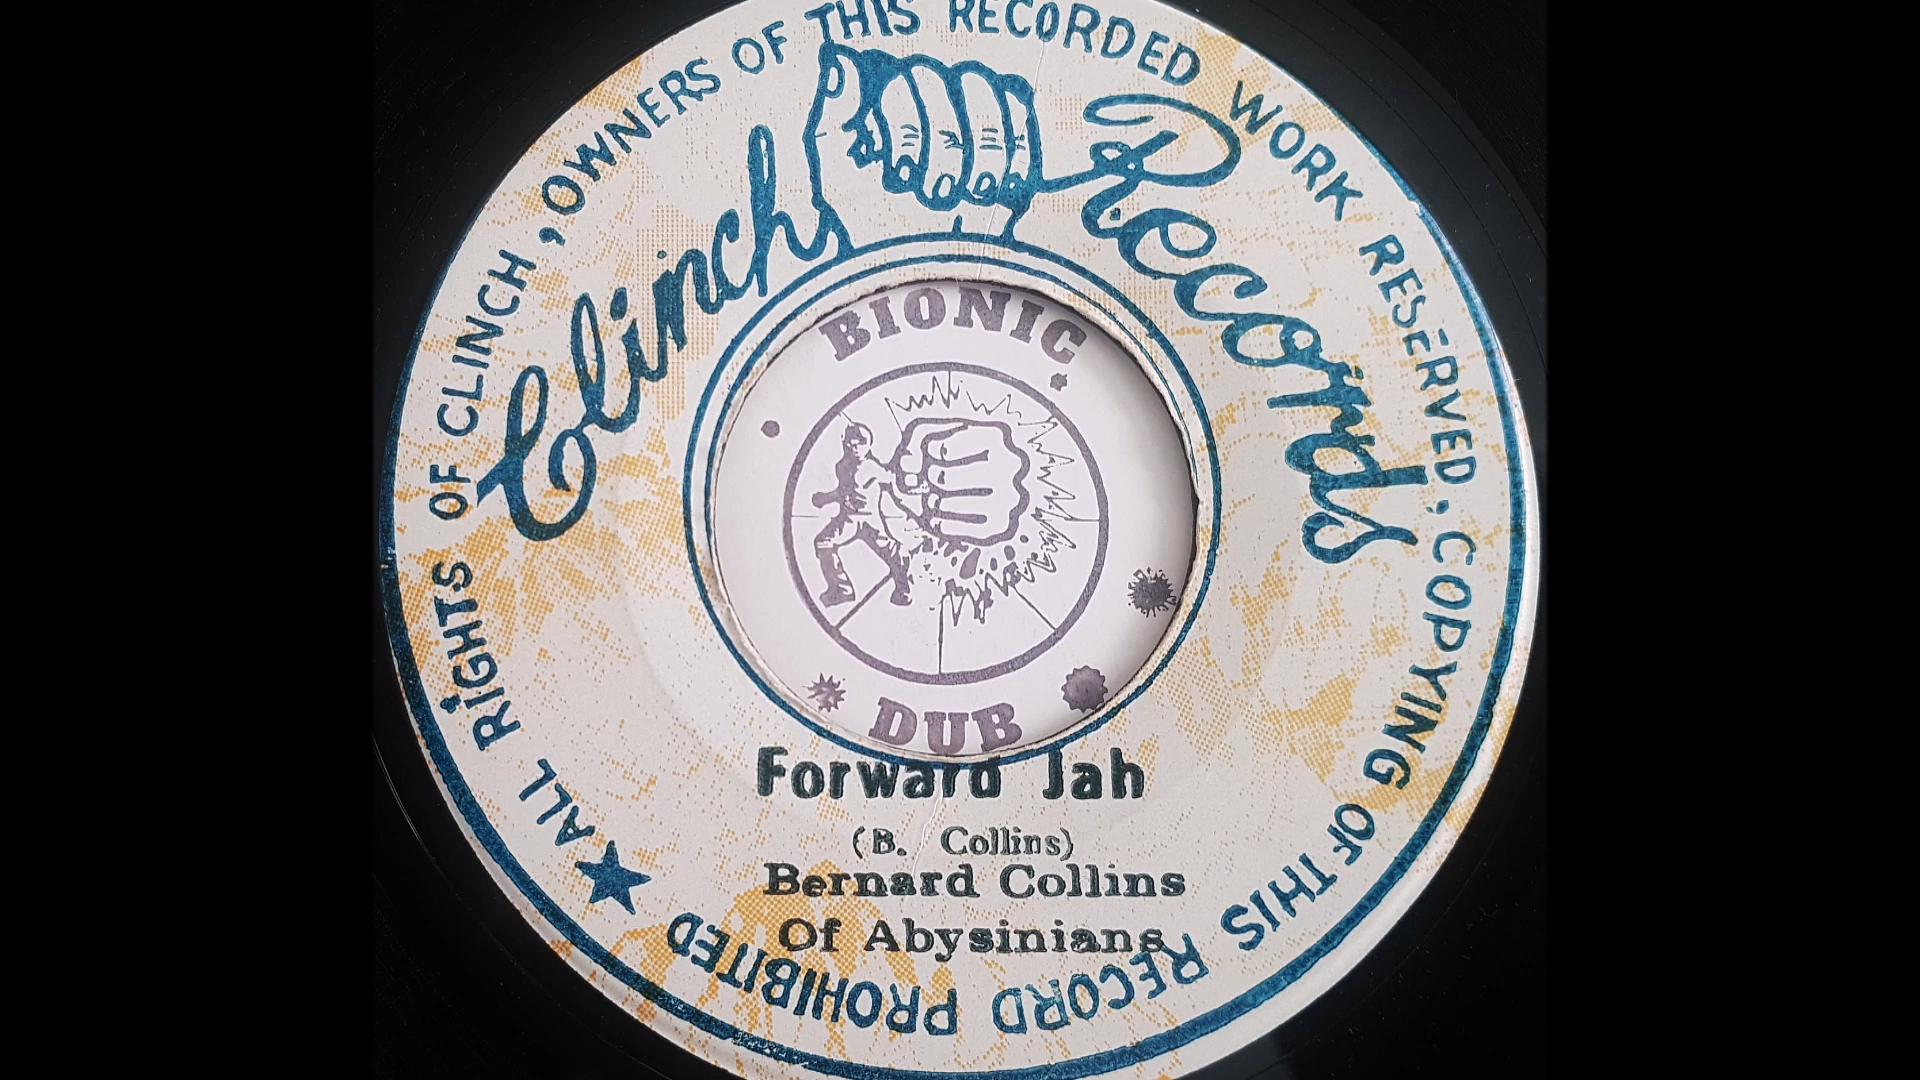 ★ ALL RIGHTS OF CLINCH, OWNERS OF THIS RECORDED WORK RESERVED, COPYING OF THIS RECORD PROHIBITED
Clinch Records
BIONIC
DUB
Forward Jah
(B. Collins)
Bernard Collins
Of Abysinians